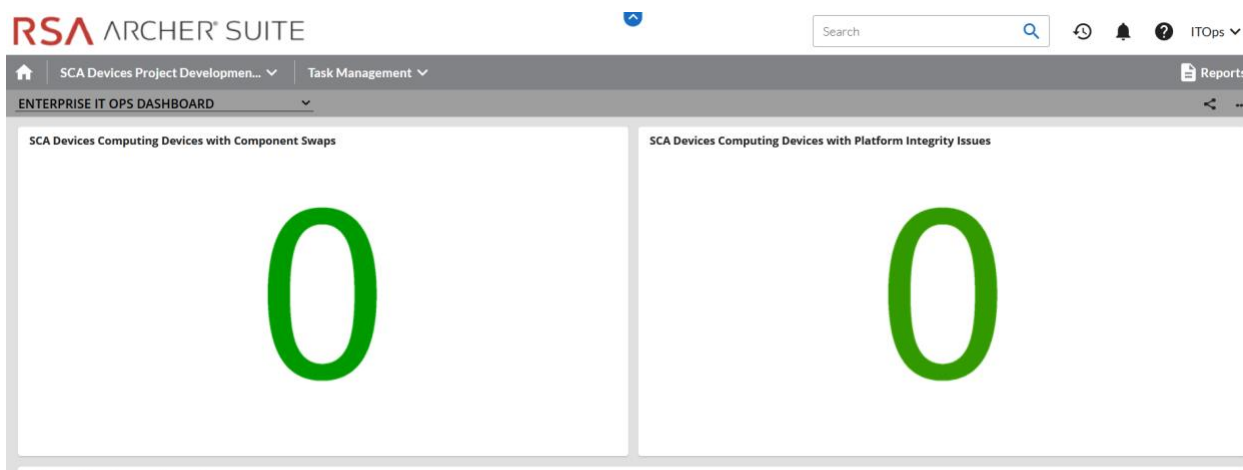 RSA ARCHER® SUITE
Search
ITOps
SCA Devices Project Developmen...
Task Management
Reports
ENTERPRISE IT OPS DASHBOARD
SCA Devices Computing Devices with Component Swaps
SCA Devices Computing Devices with Platform Integrity Issues
0
0